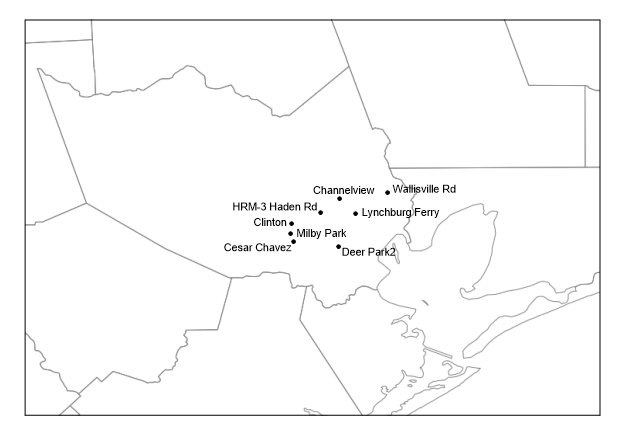 Wallisville Rd
Channelview
HRM-3 Haden Rd
Lynchburg Ferry
Clinton
Milby Park
Cesar Chavez
Deer Park2